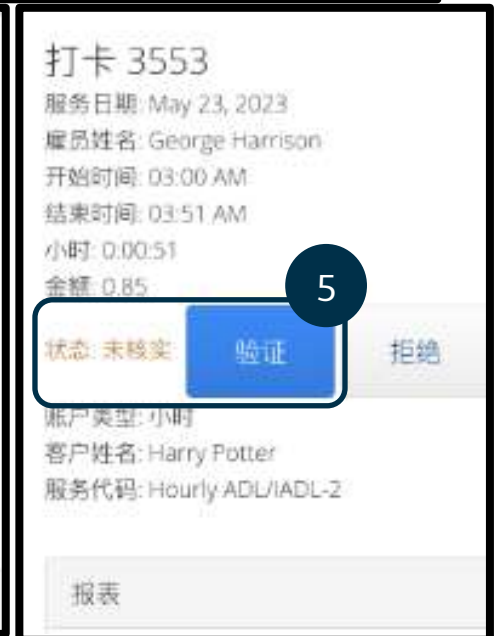 打卡 3553
服务日期: May 23, 2023
雇员姓名: George Harrison
开始时间: 03:00 AM
结束时间: 03:51 AM
小时: 0:00:51
金额: 0.85
5
状态: 未核实 验证 拒绝
账户类型: 小时
客户姓名: Harry Potter
服务代码: Hourly ADL/IADL-2
报表